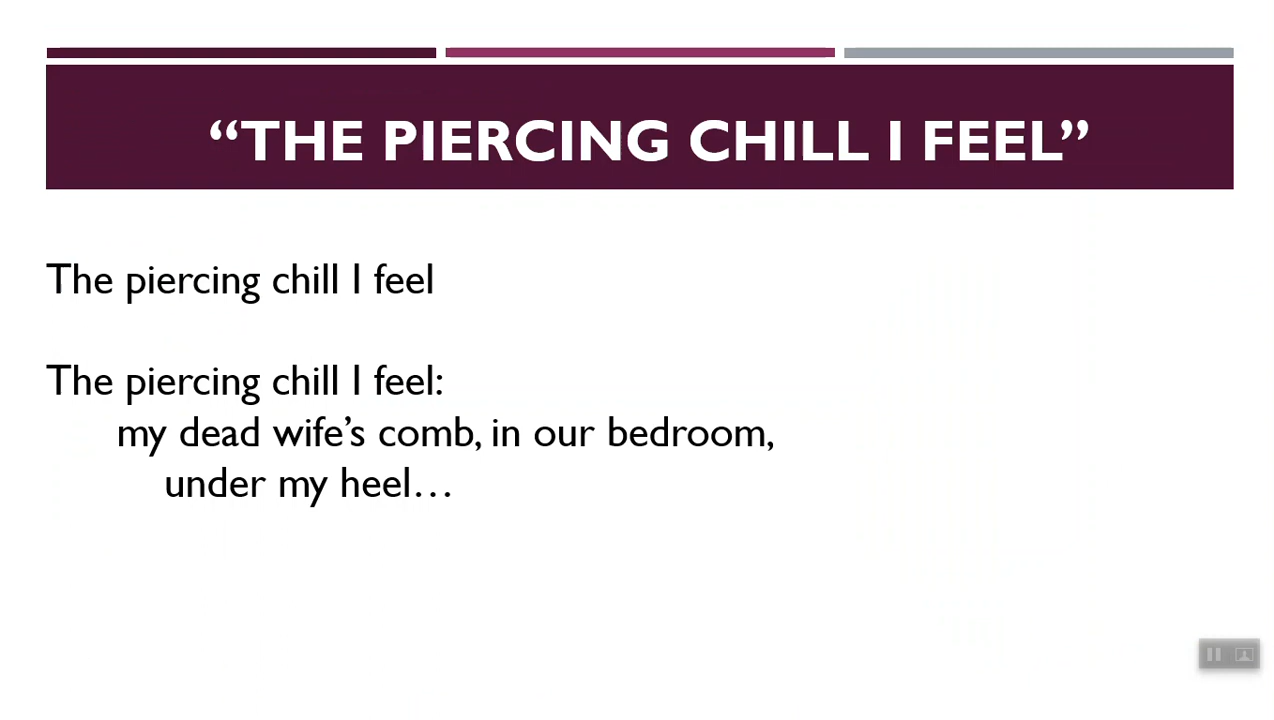 “THE PIERCING CHILL I FEEL”
The piercing chill I feel
The piercing chill I feel:
my dead wife’s comb, in our bedroom,
under my heel…